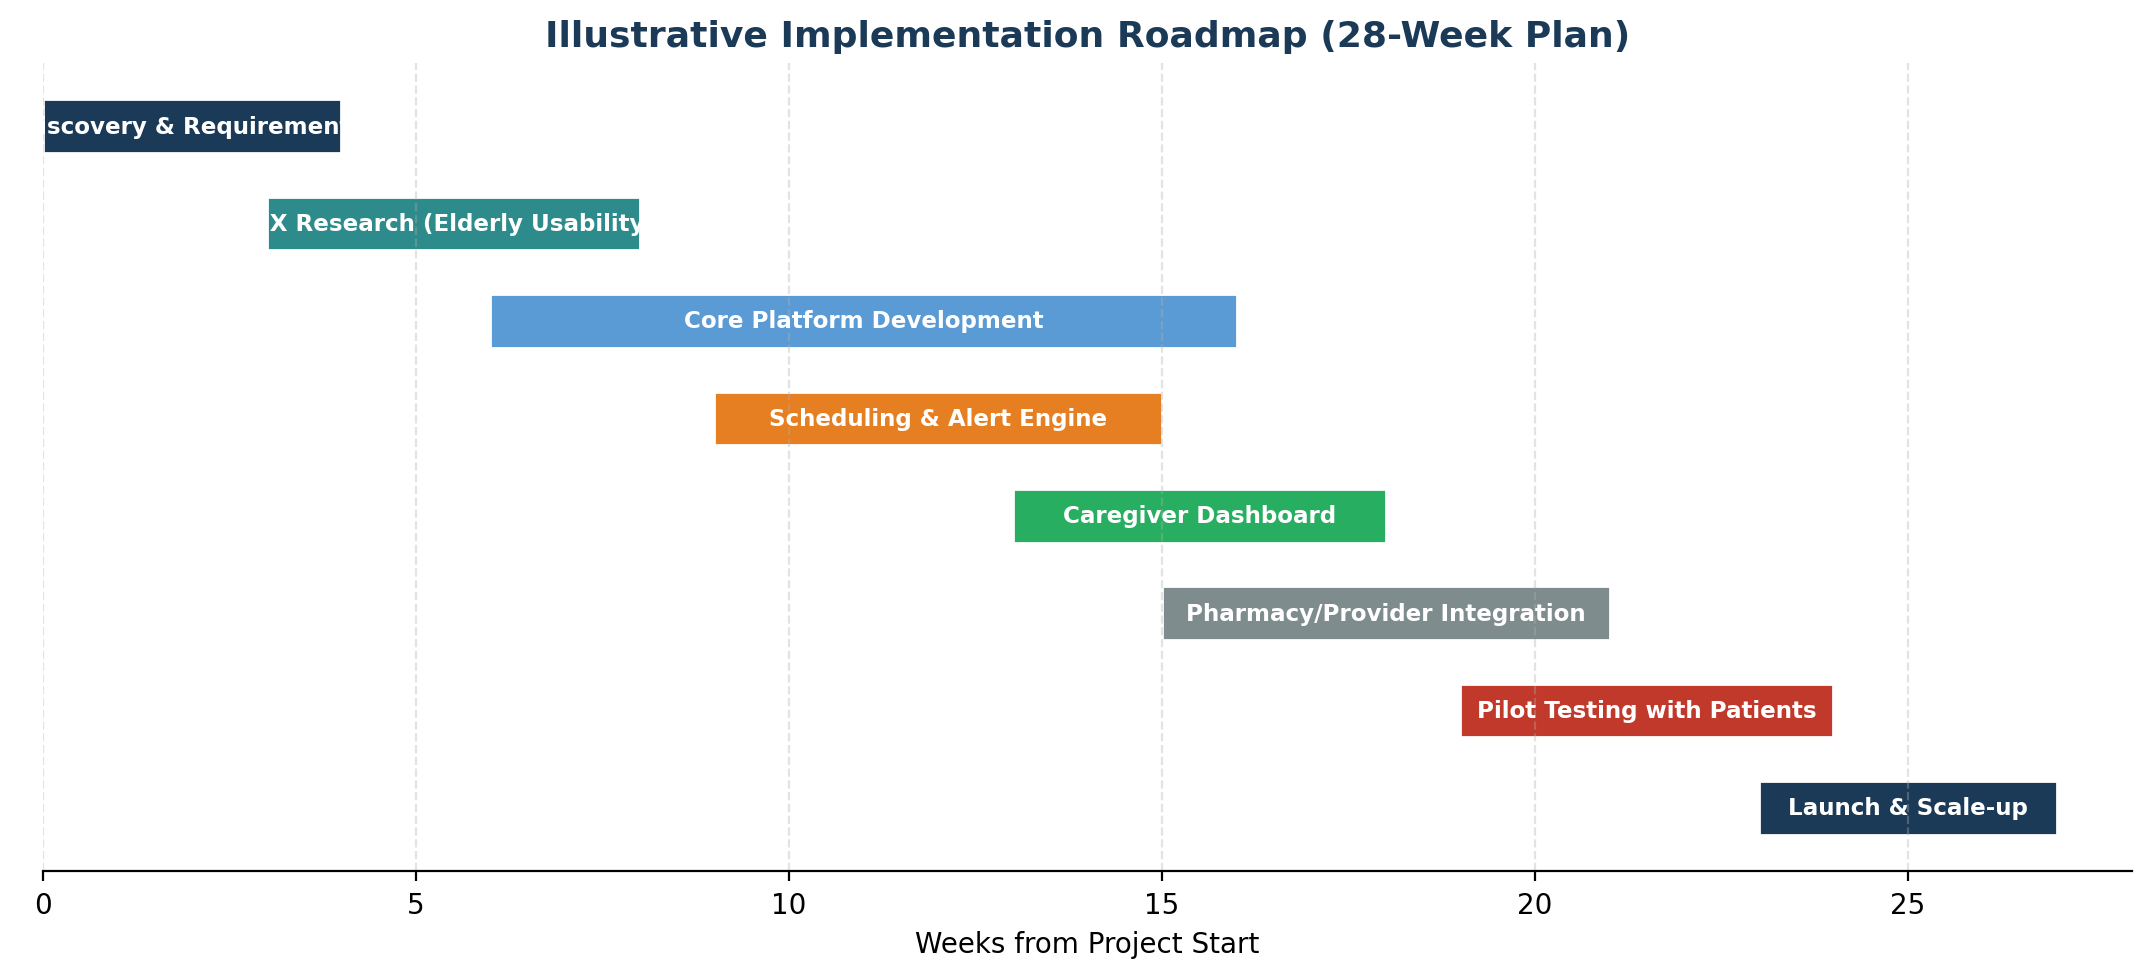 Illustrative Implementation Roadmap (28-Week Plan)
scovery & Requirement
X Research (Elderly Usability
Core Platform Development
Scheduling & Alert Engine
Caregiver Dashboard
Pharmacy/Provider Integration
Pilot Testing with Patients
Launch & Scale-up
0 5 10 15 20 25
Weeks from Project Start